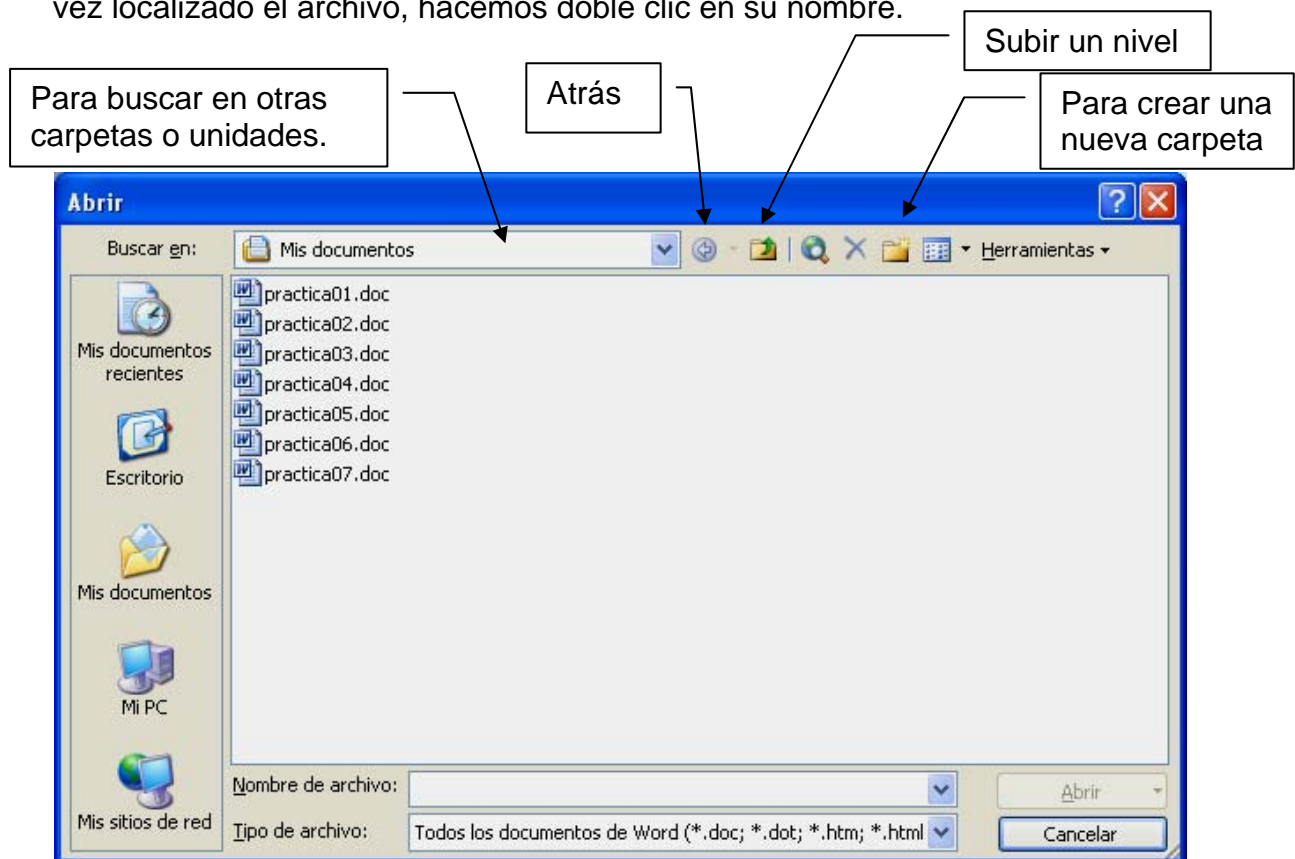 vez localizado el archivo, hacemos doble clic en su nombre.
Subir un nivel
Para buscar en otras
carpetas o unidades.
Atrás
Para crear una
nueva carpeta
Abrir
Buscar en:
Mis documentos
Herramientas
practica01.doc
practica02.doc
practica03.doc
practica04.doc
practica05.doc
practica06.doc
practica07.doc
Mis documentos
recientes
Escritorio
Mis documentos
Mi PC
Mis sitios de red
Nombre de archivo:
Abrir
Tipo de archivo:
Todos los documentos de Word (*.doc; *.dot; *.htm; *.html
Cancelar